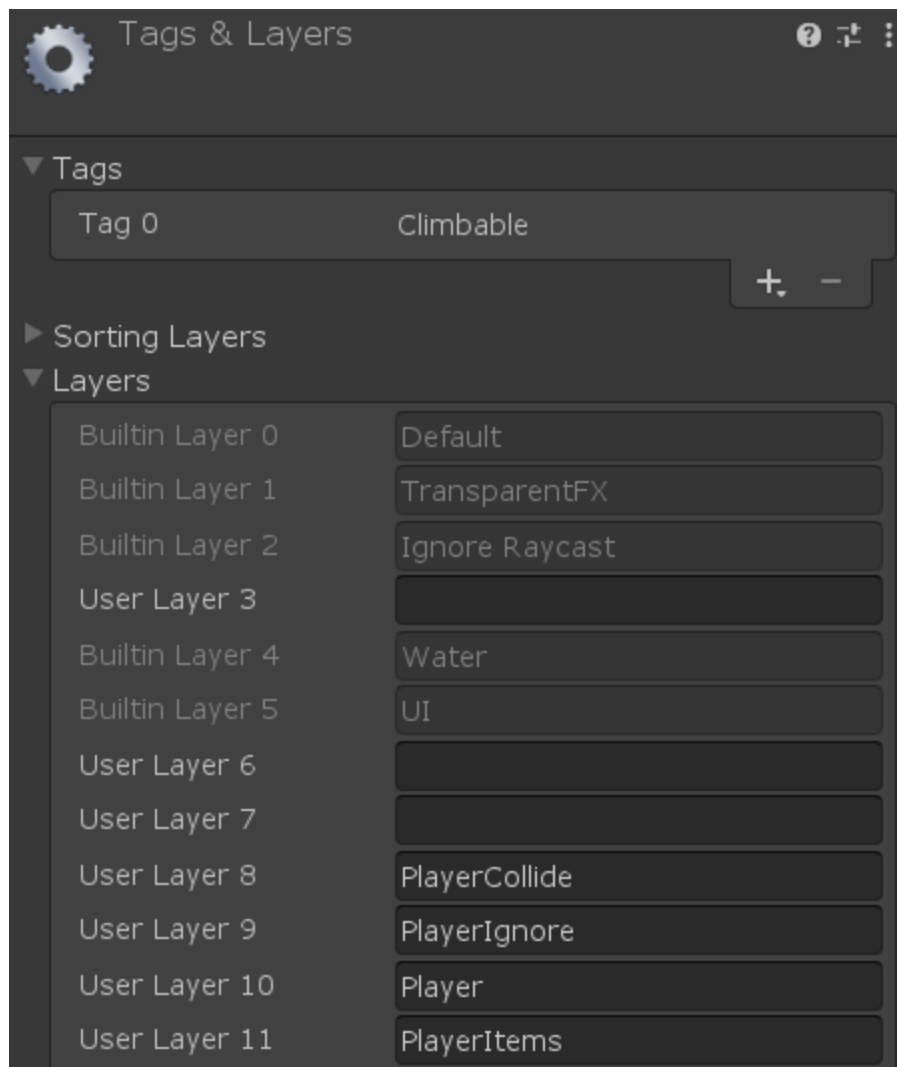 Tags & Layers
Tags
Tag 0 Climbable
Sorting Layers
Layers
Builtin Layer 0 Default
Builtin Layer 1 TransparentFX
Builtin Layer 2 Ignore Raycast
User Layer 3
Builtin Layer 4 Water
Builtin Layer 5 UI
User Layer 6
User Layer 7
User Layer 8 PlayerCollide
User Layer 9 PlayerIgnore
User Layer 10 Player
User Layer 11 PlayerItems